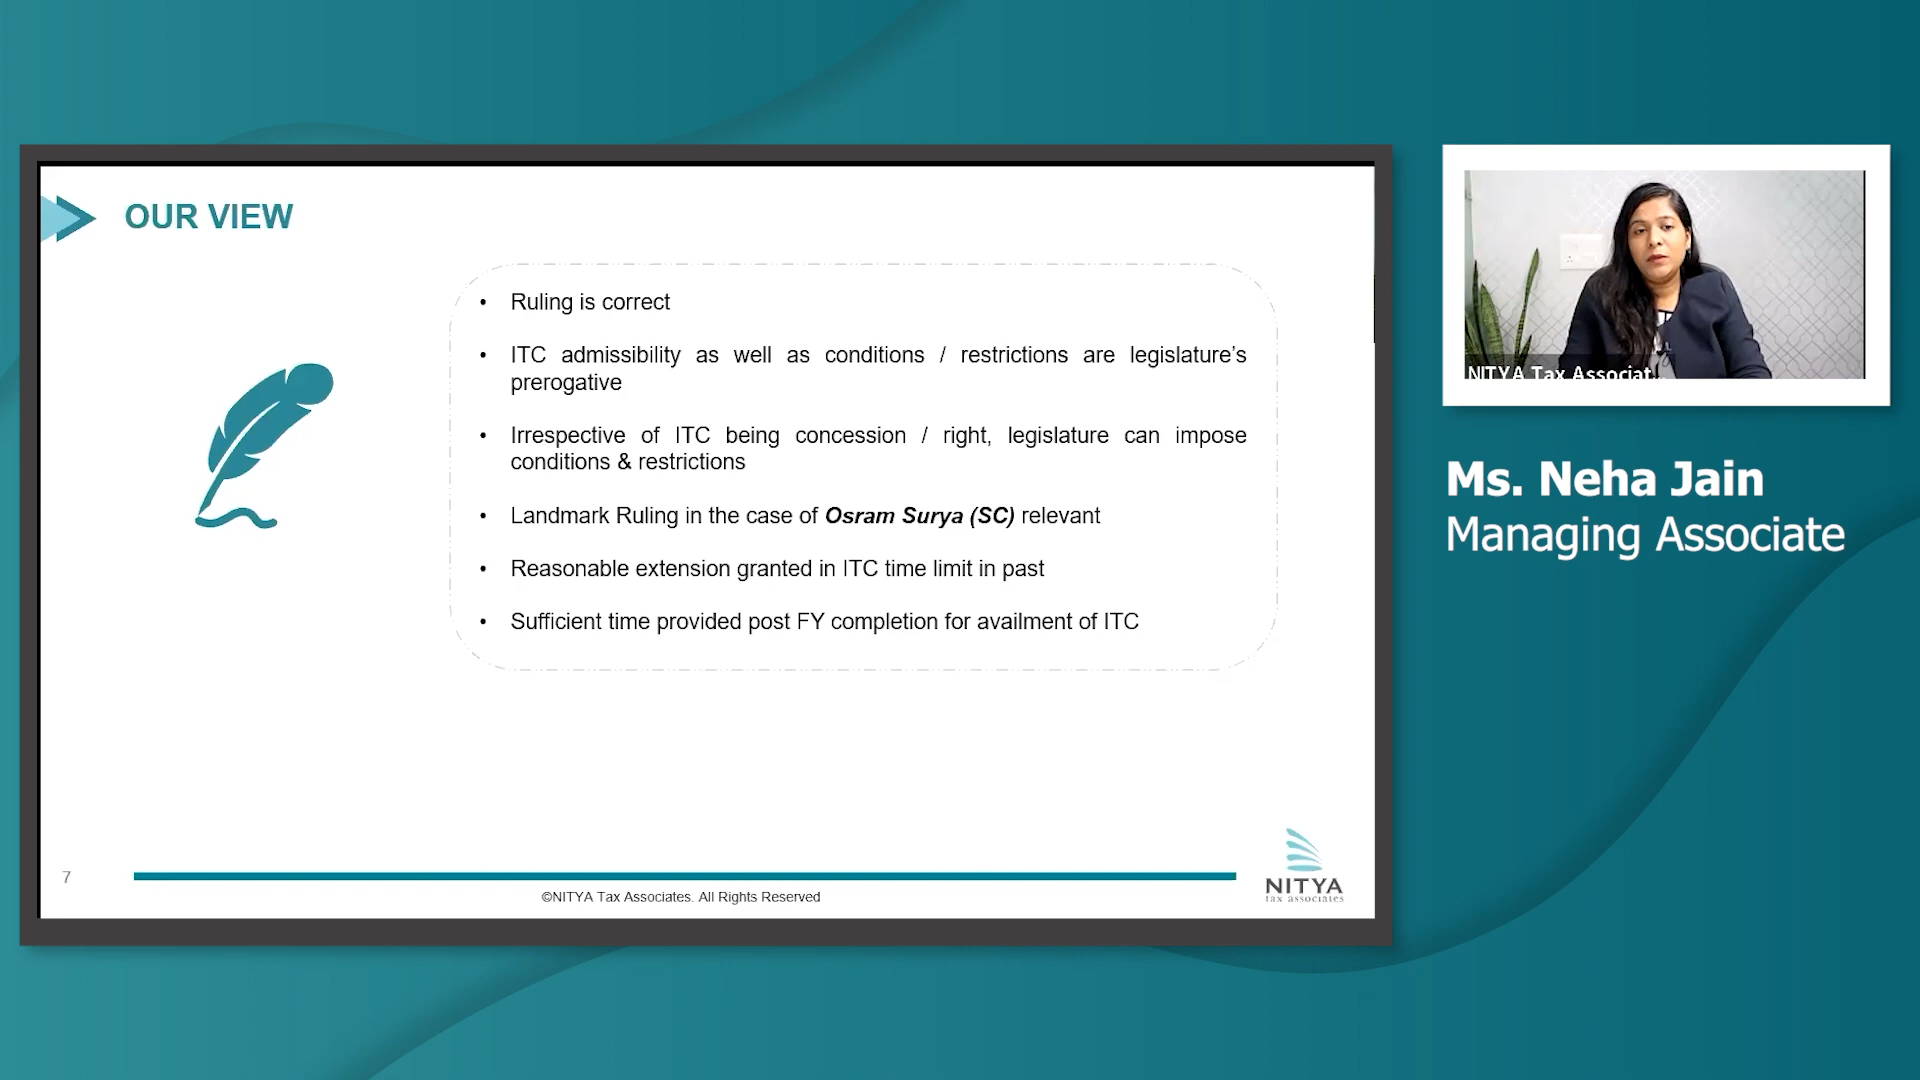 OUR VIEW
• Ruling is correct
• ITC admissibility as well as conditions / restrictions are legislature’s
prerogative
• Irrespective of ITC being concession / right, legislature can impose
conditions & restrictions
• Landmark Ruling in the case of Osram Surya (SC) relevant
• Reasonable extension granted in ITC time limit in past
• Sufficient time provided post FY completion for availment of ITC
7
©NITYA Tax Associates. All Rights Reserved
NITYA
tax associates
NITYA Tax Associat...
Ms. Neha Jain
Managing Associate